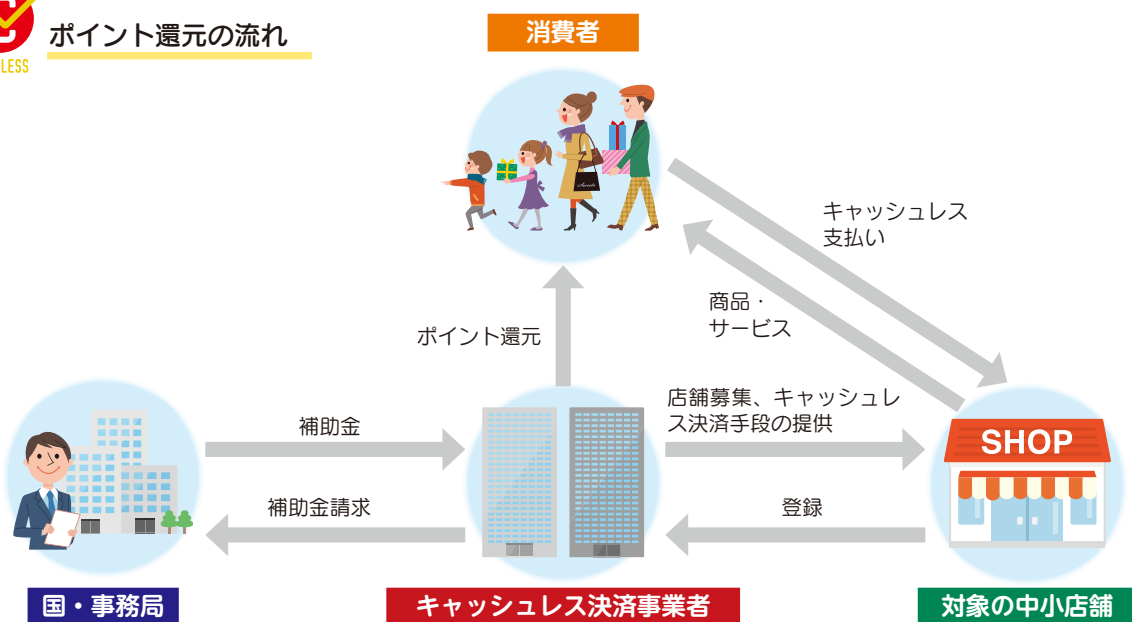 ポイント還元の流れ
LESS
消費者
キャッシュレス
支払い
商品・
サービス
ポイント還元
店舗募集、キャッシュレ
ス決済手段の提供
補助金
SHOP
補助金請求
登録
国・事務局
キャッシュレス決済事業者
対象の中小店舗